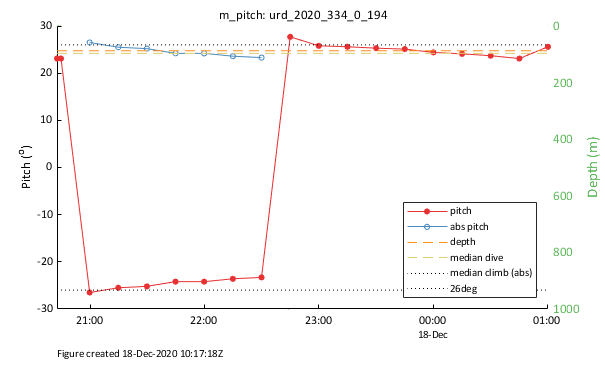 m_pitch: urd_2020_334_0_194
30
20
10
0
-10
-20
-30
Pitch (°)
0
200
400
600
800
1000
Depth (m)
pitch
abs pitch
depth
median dive
median climb (abs)
26deg
21:00
22:00
23:00
00:00
01:00
18-Dec
Figure created 18-Dec-2020 10:17:18Z